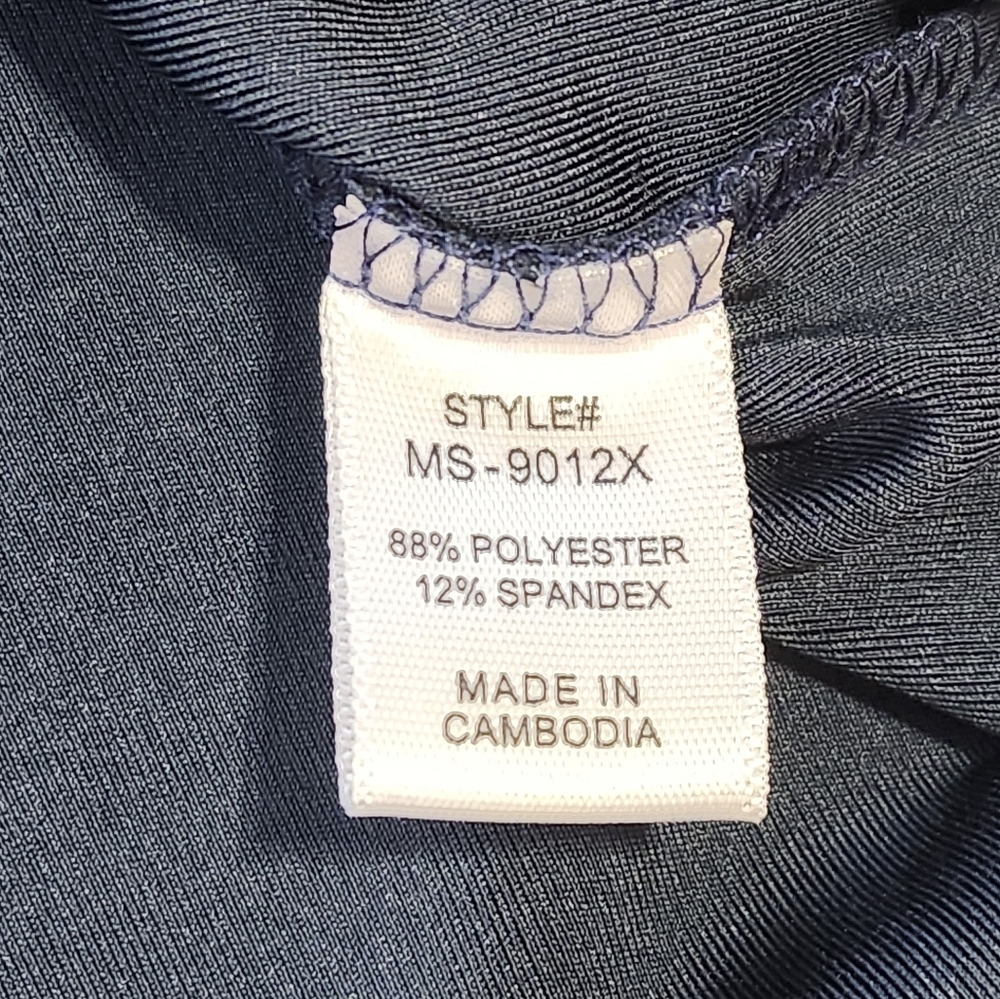 STYLE#
MS-9012X
88% POLYESTER
12% SPANDEX
MADE IN
CAMBODIA